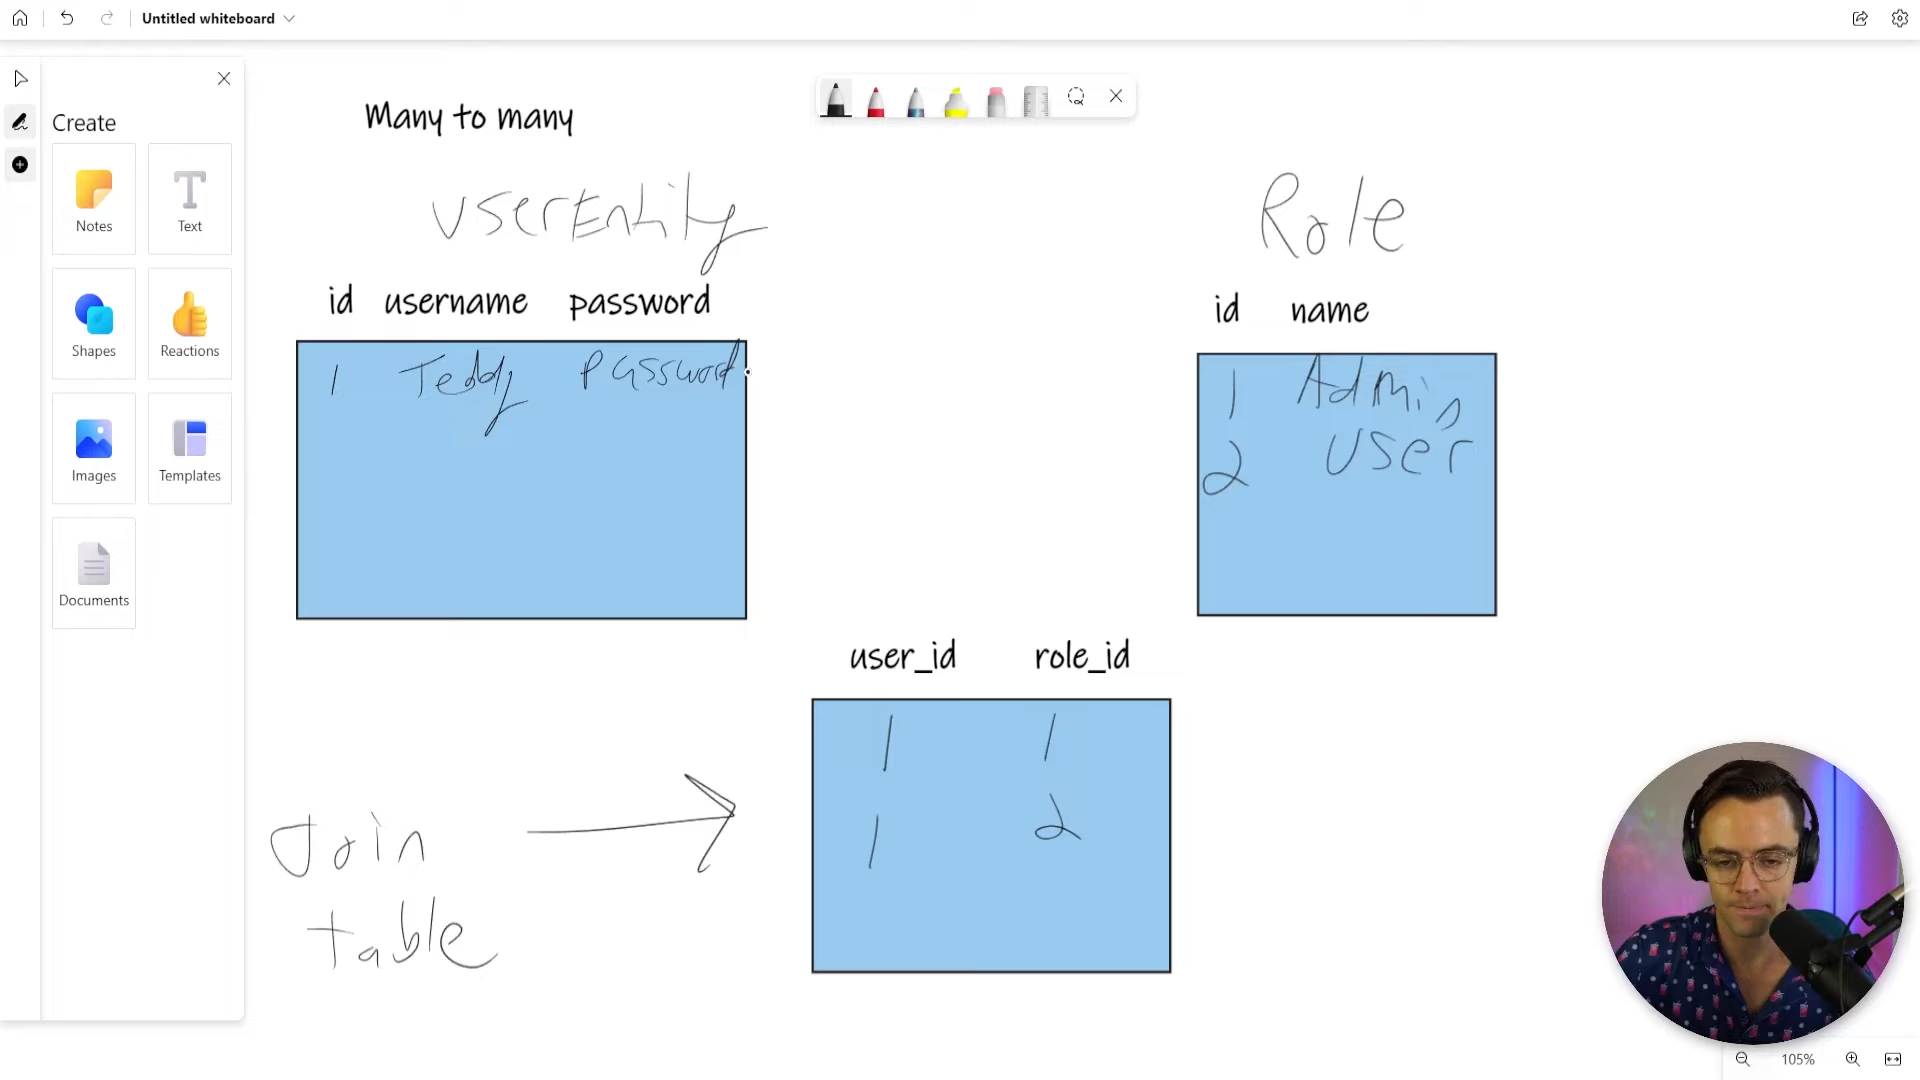 Untitled whiteboard
Create
Notes
Text
Shapes
Reactions
Images
Templates
Documents
Many to many
UserEntity
Role
id username password
id name
1 Teddy Password
1 Admin
2 User
user_id role_id
1 1
1 2
Join
table
105%